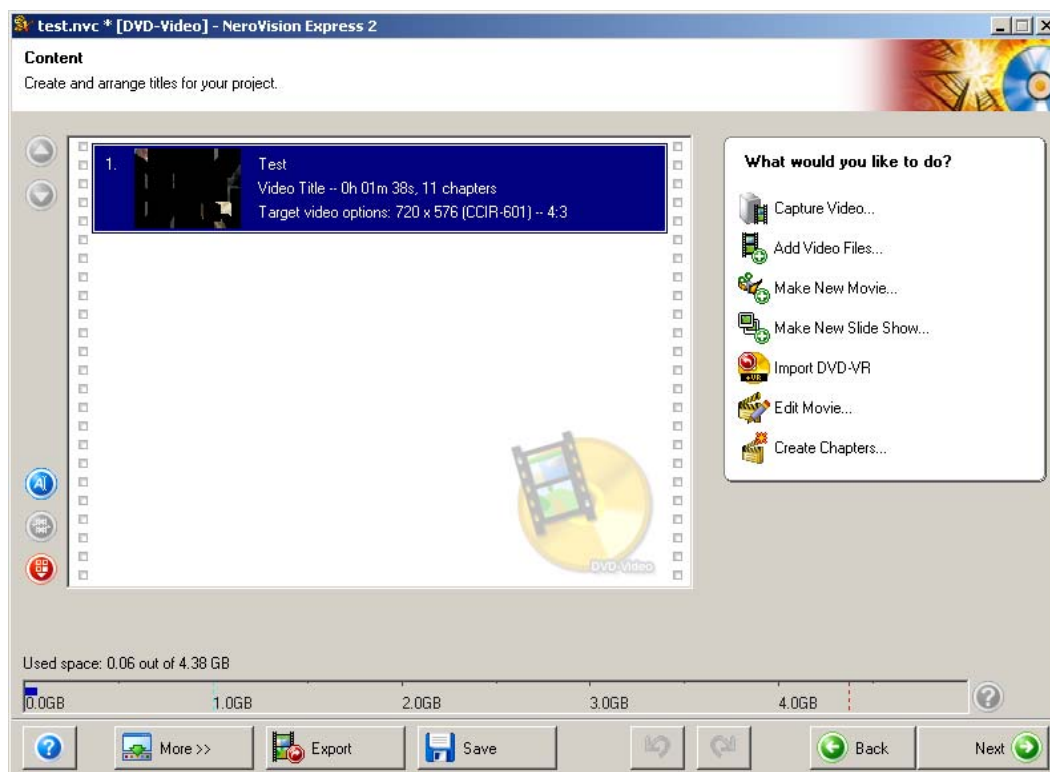 test.nvc * [DVD-Video] - NeroVision Express 2
Content
Create and arrange titles for your project.
1.
Test
Video Title -- 0h 01m 38s, 11 chapters
Target video options: 720 x 576 (CCIR-601) -- 4:3
DVD-Video
What would you like to do?
Capture Video...
Add Video Files...
Make New Movie...
Make New Slide Show...
+VR
Import DVD-VR
Edit Movie...
Create Chapters...
Used space: 0.06 out of 4.38 GB
0.0GB 1.0GB 2.0GB 3.0GB 4.0GB
More >> Export Save Back Next